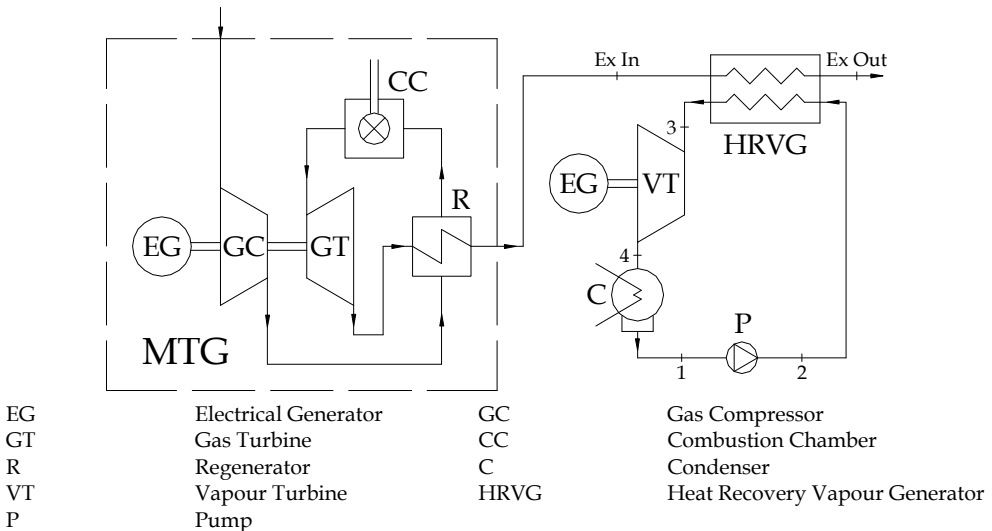 Ex In
Ex Out
CC
3
HRVG
EG
VT
R
EG
GC
GT
4
C
P
MTG
1
2
EG Electrical Generator GC Gas Compressor
GT Gas Turbine CC Combustion Chamber
R Regenerator C Condenser
VT Vapour Turbine HRVG Heat Recovery Vapour Generator
P Pump